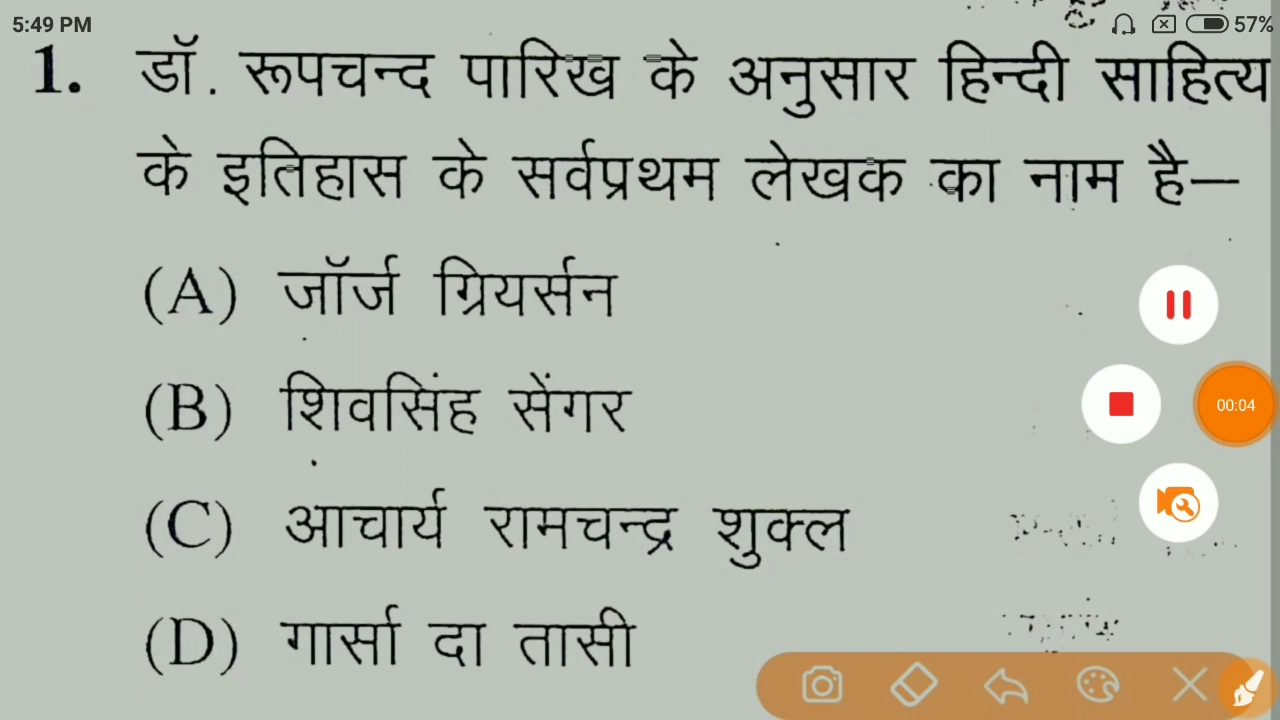 5:49 PM
57%
1. डॉ. रूपचन्द पारिख के अनुसार हिन्दी साहित्य
के इतिहास के सर्वप्रथम लेखक का नाम है–
(A) जॉर्ज ग्रियर्सन
(B) शिवसिंह सेंगर
(C) आचार्य रामचन्द्र शुक्ल
(D) गार्सा दा तासी
00:04